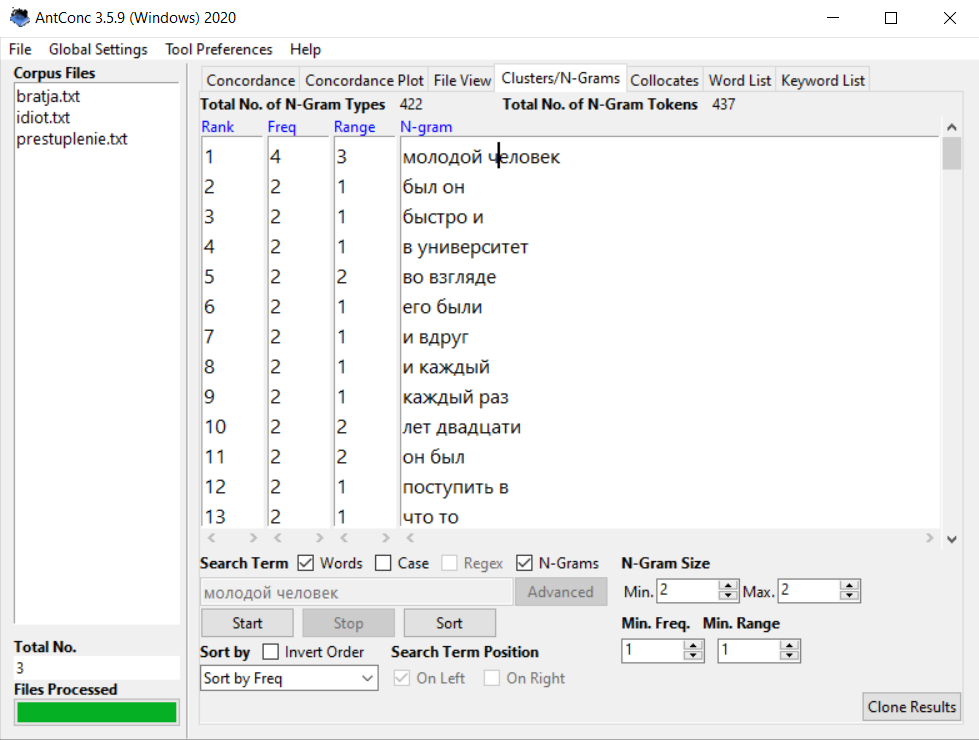 AntConc 3.5.9 (Windows) 2020
File Global Settings Tool Preferences Help
Corpus Files
bratja.txt
idiot.txt
prestuplenie.txt
Concordance Concordance Plot File View Clusters/N-Grams Collocates Word List Keyword List
Total No. of N-Gram Types 422 Total No. of N-Gram Tokens 437
Rank Freq Range N-gram
1 4 3 молодой человек
2 2 1 был он
3 2 1 быстро и
4 2 1 в университет
5 2 2 во взгляде
6 2 1 его были
7 2 1 и вдруг
8 2 1 и каждый
9 2 1 каждый раз
10 2 2 лет двадцати
11 2 2 он был
12 2 1 поступить в
13 2 1 что то
Search Term Words Case Regex N-Grams N-Gram Size
молодой человек Advanced Min. 2 Max. 2
Start Stop Sort Min. Freq. Min. Range
Sort by Invert Order Search Term Position 1 1
Sort by Freq On Left On Right
Total No.
3
Files Processed
Clone Results